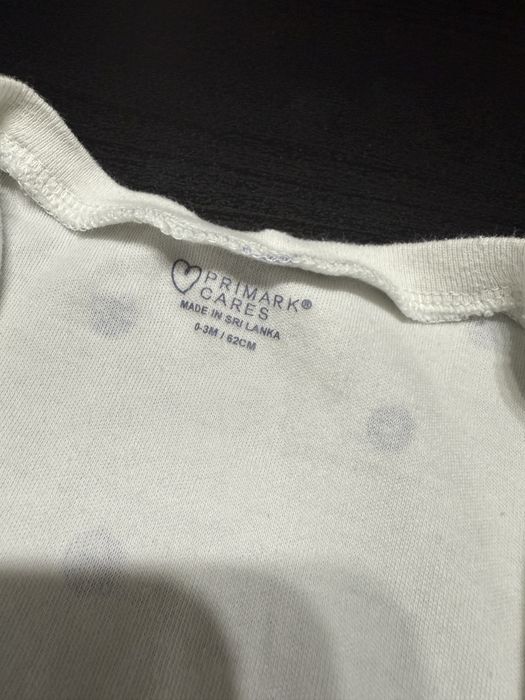 PRIMARK®
CARES
MADE IN SRI LANKA
0-3M / 62CM